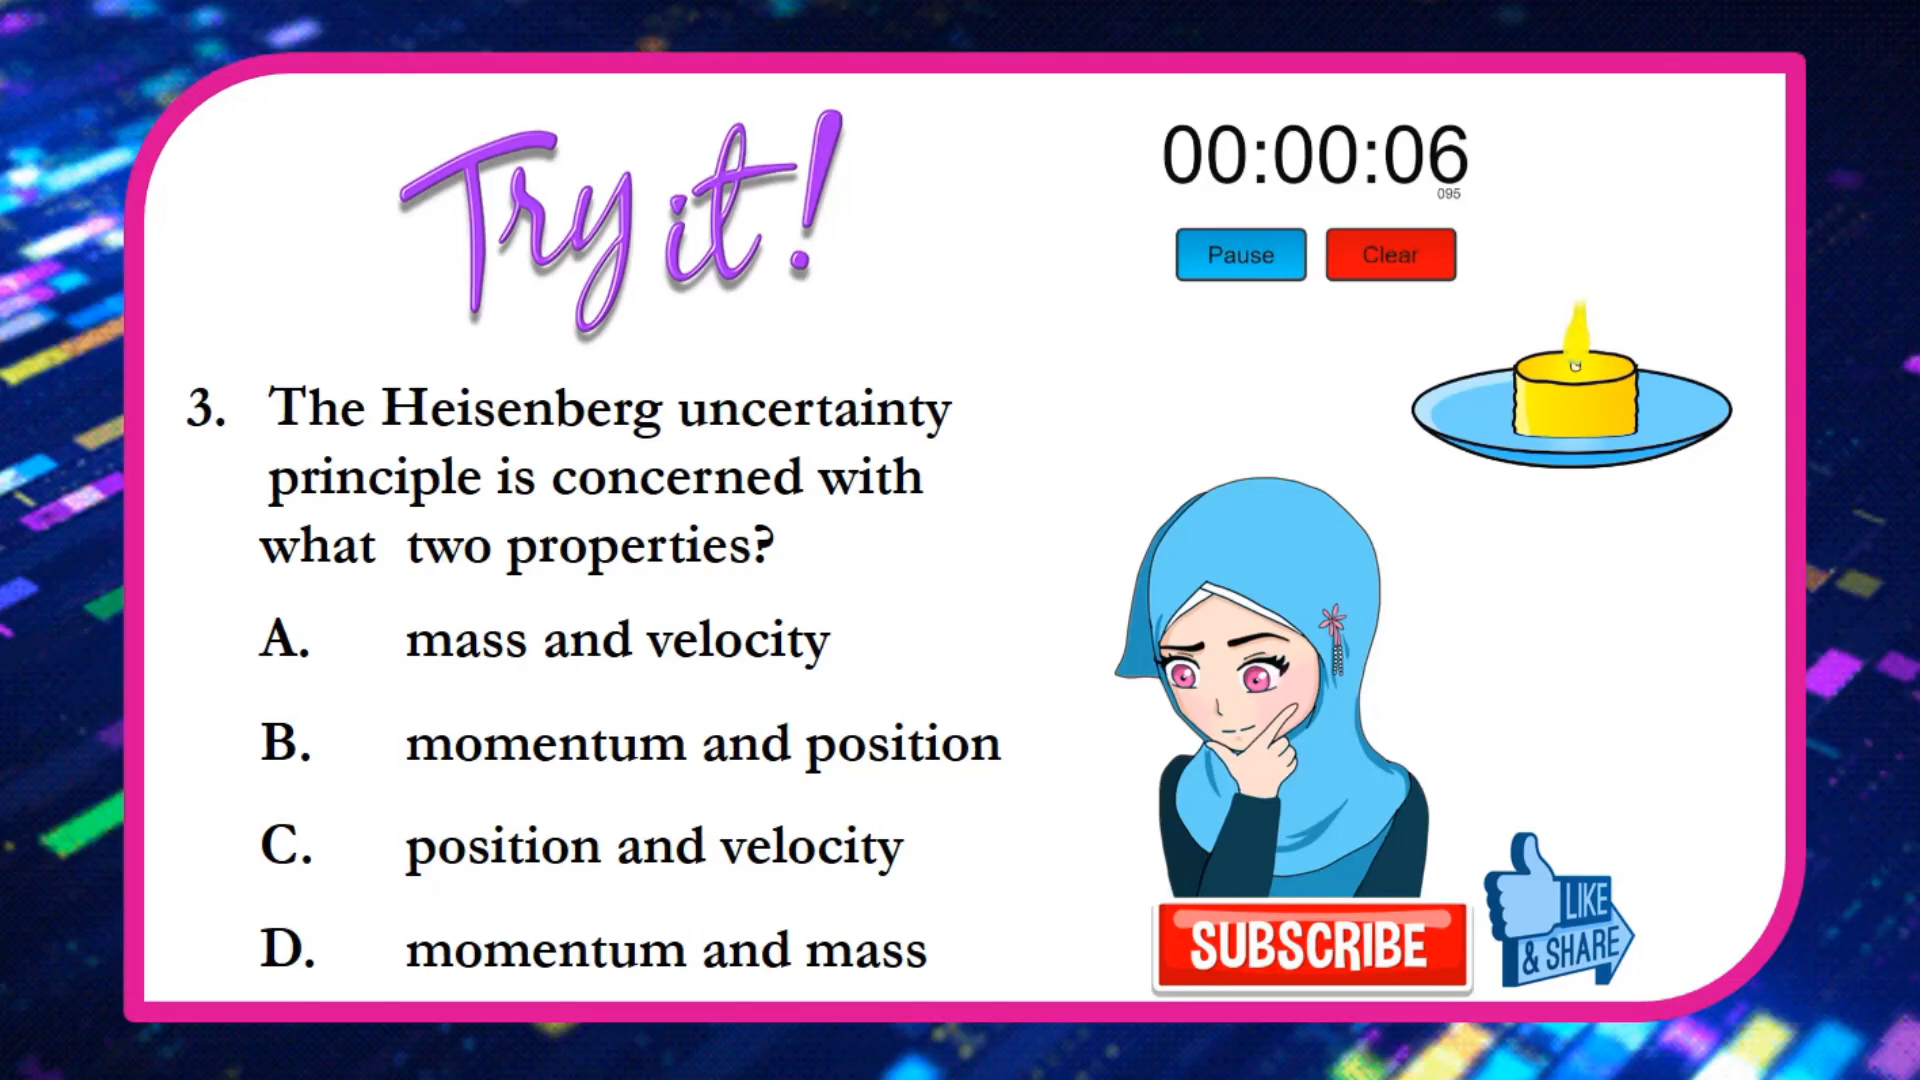 Try it!
00:00:06
095
Pause Clear
3. The Heisenberg uncertainty
principle is concerned with
what two properties?
A. mass and velocity
B. momentum and position
C. position and velocity
D. momentum and mass
SUBSCRIBE
LIKE
& SHARE